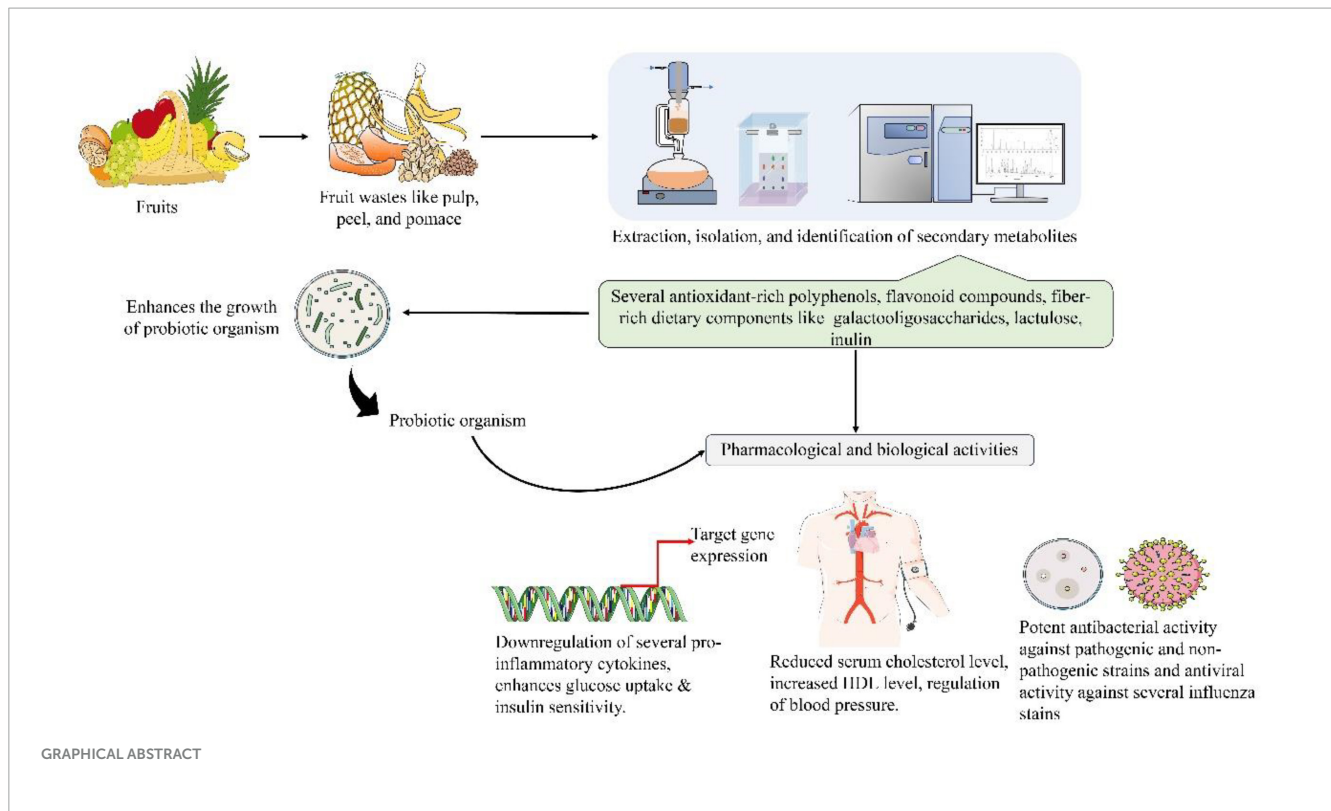 Fruits
Fruit wastes like pulp,
peel, and pomace
Extraction, isolation, and identification of secondary metabolites
Enhances the growth
of probiotic organism
Several antioxidant-rich polyphenols, flavonoid compounds, fiber-
rich dietary components like galactooligosaccharides, lactulose,
inulin
Probiotic organism
Pharmacological and biological activities
Target gene
expression
Downregulation of several pro-
inflammatory cytokines,
enhances glucose uptake &
insulin sensitivity.
Reduced serum cholesterol level,
increased HDL level, regulation
of blood pressure.
Potent antibacterial activity
against pathogenic and non-
pathogenic strains and antiviral
activity against several influenza
stains
GRAPHICAL ABSTRACT